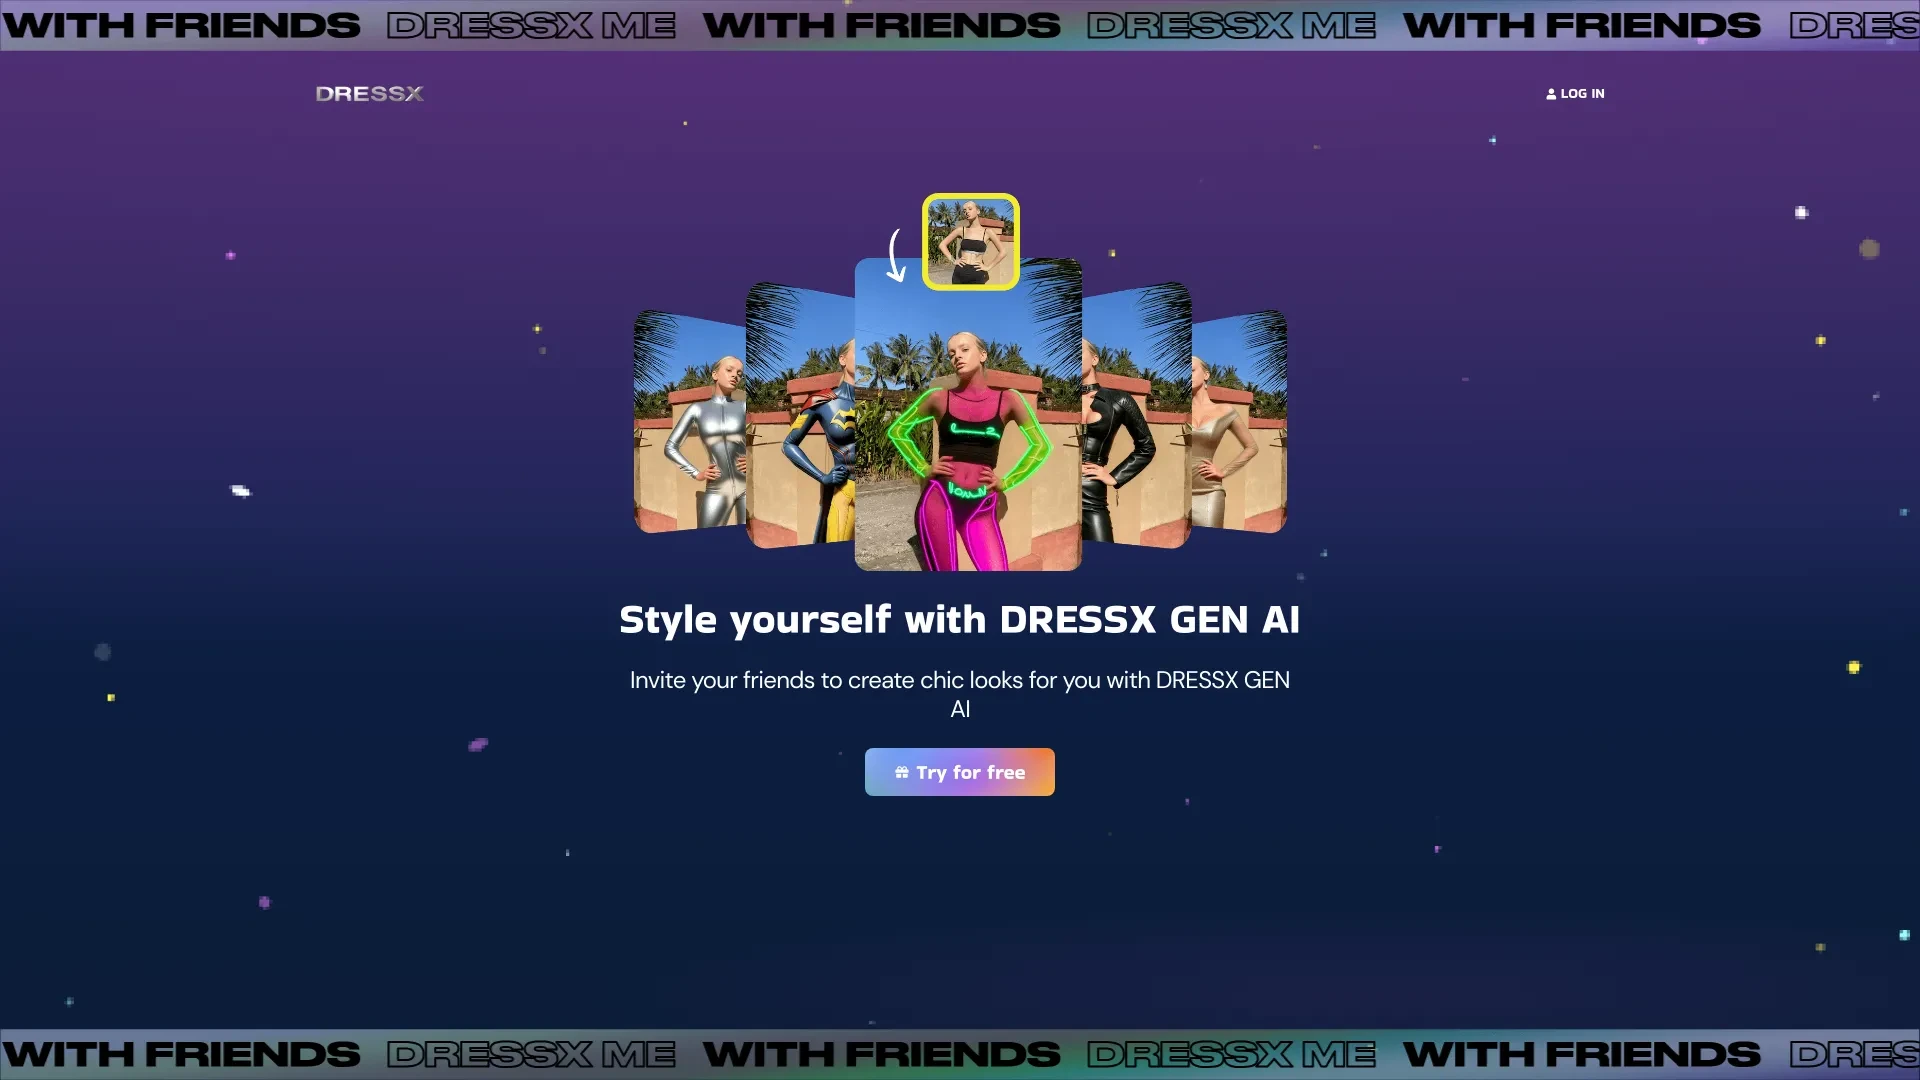 WITH FRIENDS DRESSX ME WITH FRIENDS DRESSX ME WITH FRIENDS DRES
DRESSX
LOG IN
Style yourself with DRESSX GEN AI
Invite your friends to create chic looks for you with DRESSX GEN
AI
Try for free
WITH FRIENDS DRESSX ME WITH FRIENDS DRESSX ME WITH FRIENDS DRES